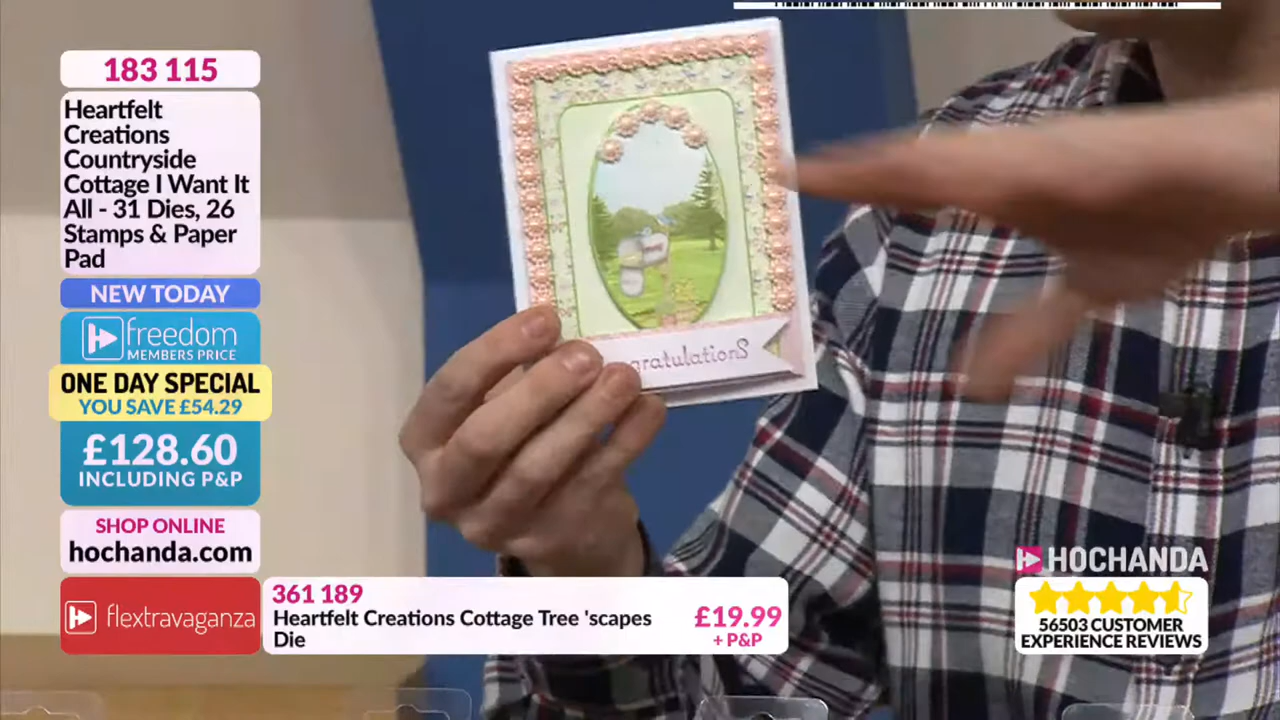 183 115
Heartfelt
Creations
Countryside
Cottage I Want It
All - 31 Dies, 26
Stamps & Paper
Pad
NEW TODAY
freedom
MEMBERS PRICE
ONE DAY SPECIAL
YOU SAVE £54.29
£128.60
INCLUDING P&P
SHOP ONLINE
hochanda.com
flextravaganza
361 189
Heartfelt Creations Cottage Tree 'scapes
Die
£19.99
+ P&P
HOCHANDA
56503 CUSTOMER
EXPERIENCE REVIEWS
gratulationS